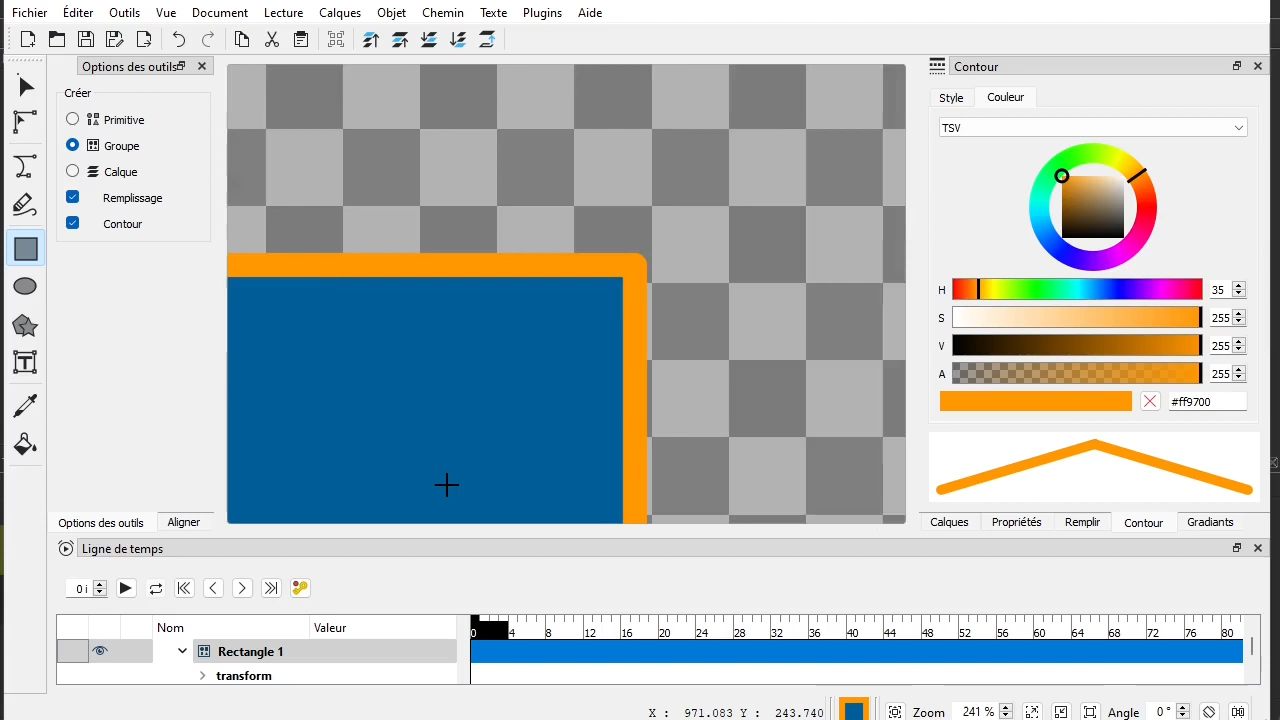 Fichier Éditer Outils Vue Document Lecture Calques Objet Chemin Texte Plugins Aide
Options des outils
Créer
Primitive
Groupe
Calque
Remplissage
Contour
Options des outils Aligner
Contour
Style Couleur
TSV
H 35
S 255
V 255
A 255
#ff9700
Calques Propriétés Remplir Contour Gradiants
Ligne de temps
0 i
Nom Valeur
0 4 8 12 16 20 24 28 32 36 40 44 48 52 56 60 64 68 72 76 80
Rectangle 1
transform
X : 971.083 Y : 243.740 Zoom 241 % Angle 0 °